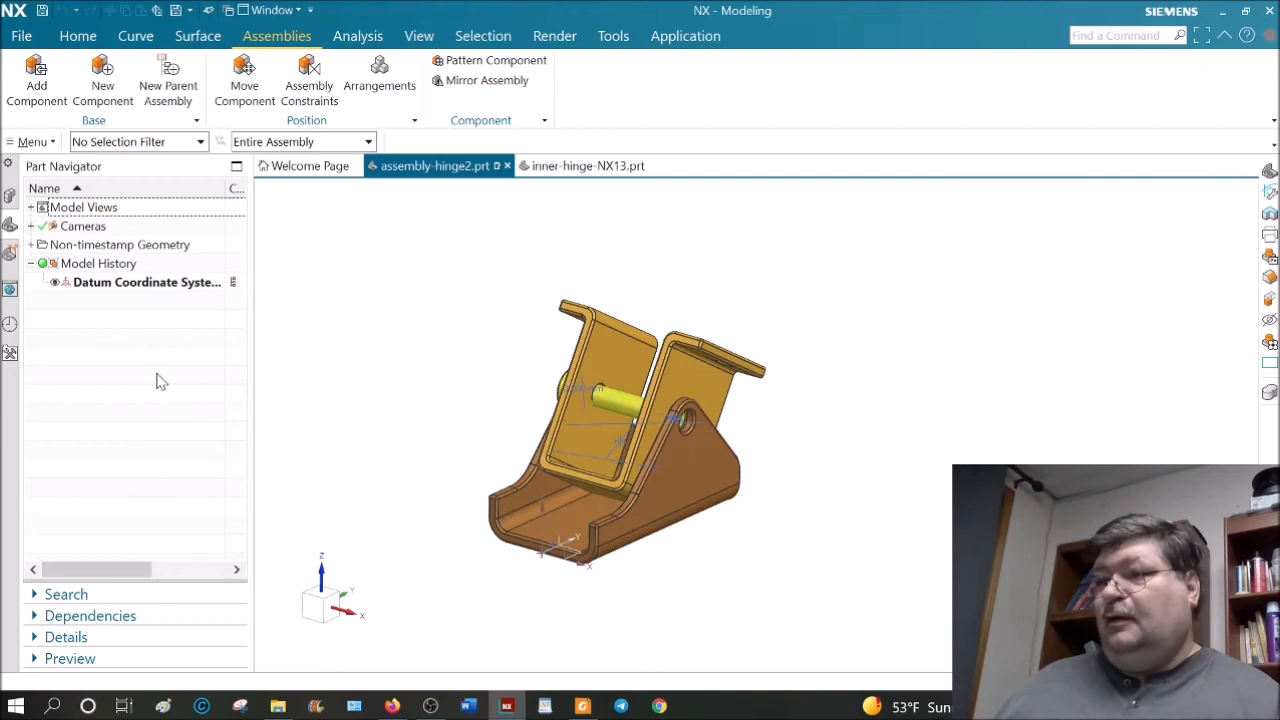 NX Window NX - Modeling SIEMENS
File Home Curve Surface Assemblies Analysis View Selection Render Tools Application Find a Command
Add Component
New Component
New Parent Assembly
Move Component
Assembly Constraints
Arrangements
Pattern Component
Mirror Assembly
Base Position Component
Menu No Selection Filter Entire Assembly
Part Navigator Welcome Page assembly-hinge2.prt inner-hinge-NX13.prt
Name C...
Model Views
Cameras
Non-timestamp Geometry
Model History
Datum Coordinate Syste...
Y
X
Z
Y
X
Search
Dependencies
Details
Preview
53°F Sun